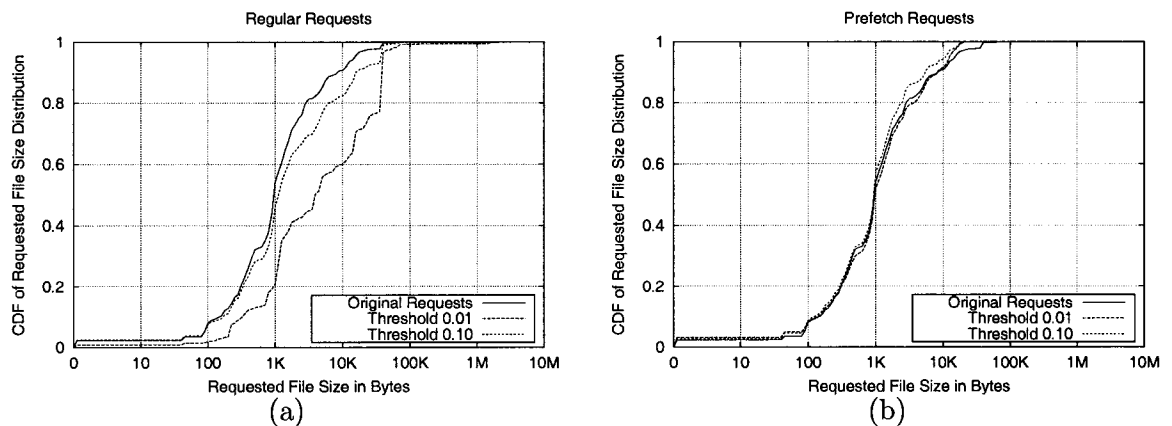 Regular Requests
CDF of Requested File Size Distribution
1
0.8
0.6
0.4
0.2
0
Original Requests
Threshold 0.01
Threshold 0.10
1 10 100 1K 10K 100K 1M 10M
Requested File Size in Bytes
(a)
Prefetch Requests
CDF of Requested File Size Distribution
1
0.8
0.6
0.4
0.2
0
Original Requests
Threshold 0.01
Threshold 0.10
1 10 100 1K 10K 100K 1M 10M
Requested File Size in Bytes
(b)